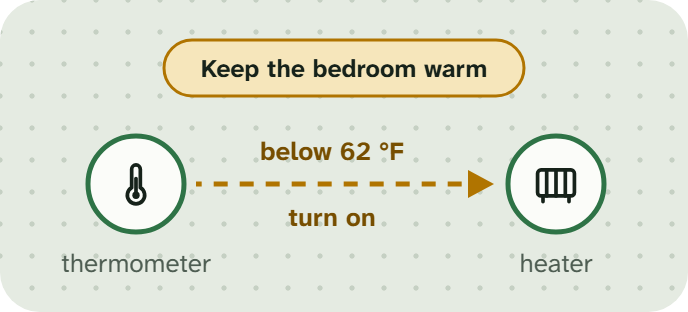 Keep the bedroom warm
below 62 °F
turn on
thermometer
heater